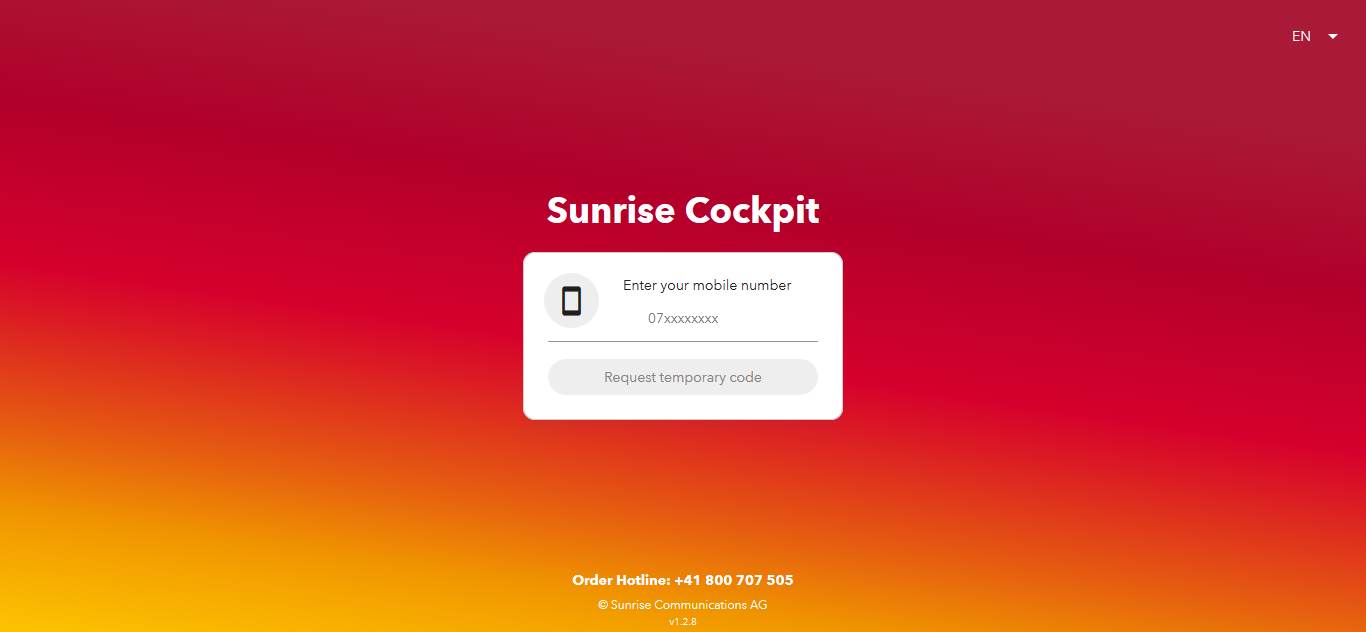 EN
Sunrise Cockpit
Enter your mobile number
07xxxxxxxx
Request temporary code
Order Hotline: +41 800 707 505
© Sunrise Communications AG
v1.2.8